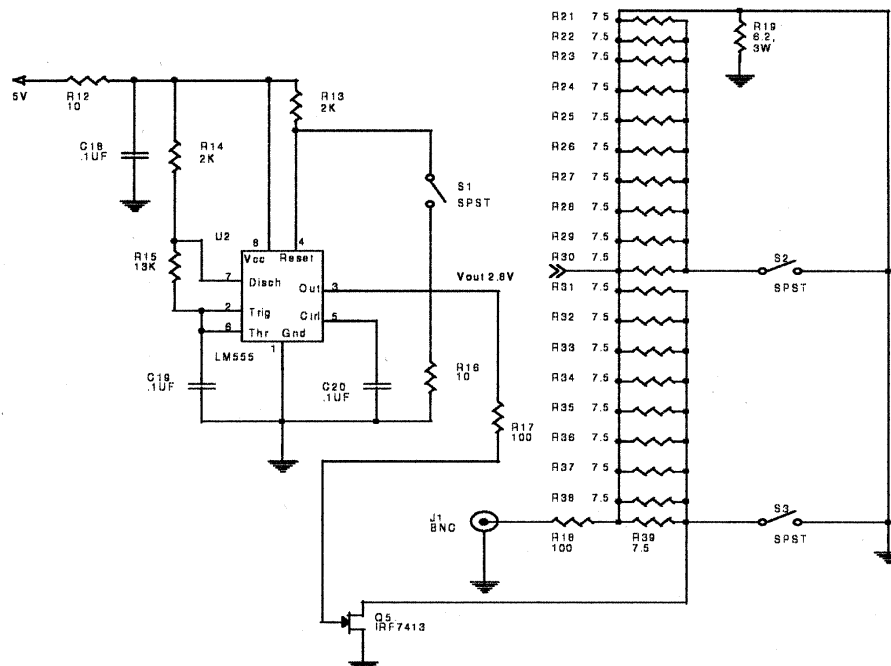 R21 7.5
R22 7.5
R23 7.5
R24 7.5
R25 7.5
R26 7.5
R27 7.5
R28 7.5
R29 7.5
R30 7.5
R31 7.5
R32 7.5
R33 7.5
R34 7.5
R35 7.5
R36 7.5
R37 7.5
R38 7.5
R39
7.5
R19
6.2,
3W
5V
R12
10
C18
.1UF
R14
2K
R13
2K
S1
SPST
R15
13K
U2
8
4
Vcc
Reset
7
Disch
Out
3
Vout 2.8V
2
Trig
Ctrl
5
6
Thr
Gnd
1
LM555
C19
.1UF
C20
.1UF
R16
10
R17
100
S2
SPST
S3
SPST
J1
BNC
R18
100
Q5
IRF7413